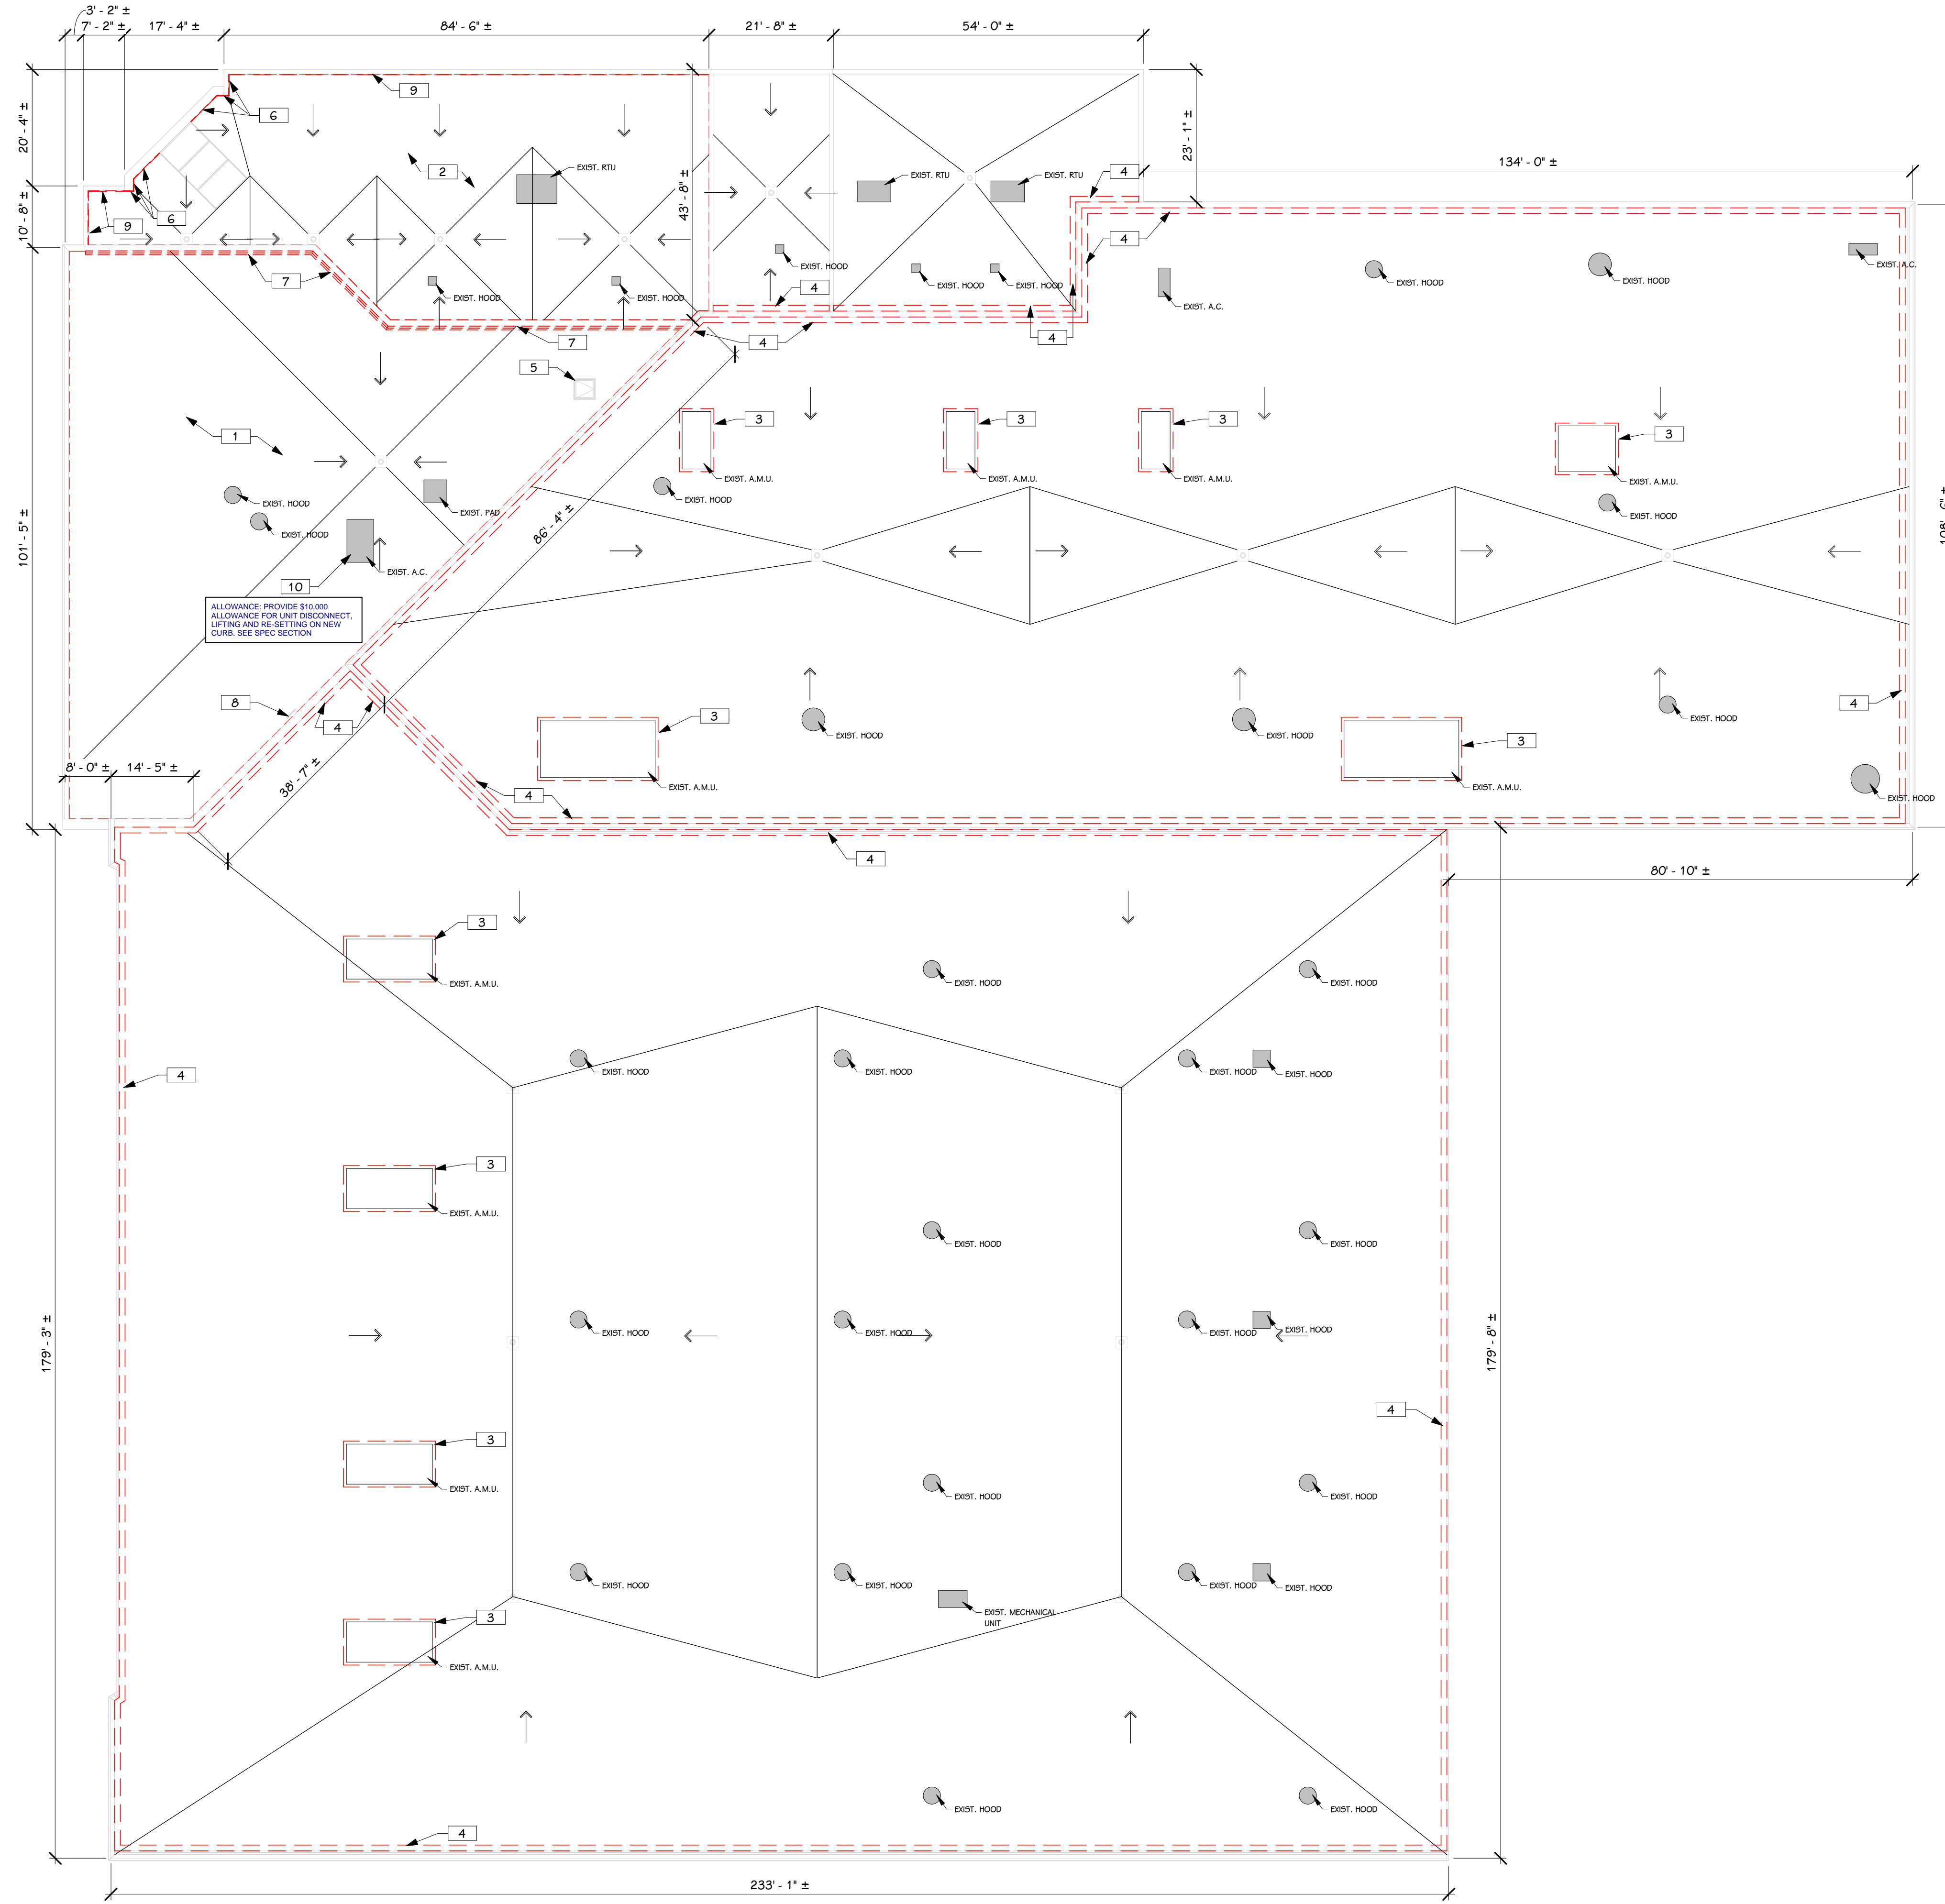 3' - 2" ±
7' - 2" ±
17' - 4" ±
84' - 6" ±
21' - 8" ±
54' - 0" ±
9
6
20' - 4" ±
23' - 1" ±
134' - 0" ±
2
EXIST. RTU
EXIST. RTU
EXIST. RTU
4
43' - 8" ±
10' - 8" ±
9
6
4
EXIST. HOOD
EXIST. HOOD
EXIST. HOOD
EXIST. A.C.
7
EXIST. HOOD
EXIST. HOOD
EXIST. HOOD
EXIST. HOOD
EXIST. A.C.
4
4
7
4
5
3
3
3
3
1
EXIST. A.M.U.
EXIST. A.M.U.
EXIST. A.M.U.
EXIST. A.M.U.
EXIST. HOOD
EXIST. HOOD
EXIST. HOOD
EXIST. PAD
EXIST. HOOD
86' - 4" ±
101' - 5" ±
EXIST. A.C.
10
ALLOWANCE: PROVIDE $10,000
ALLOWANCE FOR UNIT DISCONNECT,
LIFTING AND RE-SETTING ON NEW
CURB. SEE SPEC SECTION
8
4
4
3
3
EXIST. HOOD
EXIST. HOOD
EXIST. HOOD
8' - 0" ±
14' - 5" ±
38' - 7" ±
EXIST. A.M.U.
EXIST. A.M.U.
EXIST. HOOD
4
4
80' - 10" ±
3
EXIST. A.M.U.
EXIST. HOOD
EXIST. HOOD
4
EXIST. HOOD
EXIST. HOOD
EXIST. HOOD
EXIST. HOOD
3
EXIST. A.M.U.
EXIST. HOOD
EXIST. HOOD
179' - 3" ±
179' - 8" ±
EXIST. HOOD
EXIST. HOOD
EXIST. HOOD
EXIST. HOOD
4
3
EXIST. A.M.U.
EXIST. HOOD
EXIST. HOOD
EXIST. HOOD
EXIST. HOOD
EXIST. HOOD
EXIST. HOOD
3
EXIST. MECHANICAL
UNIT
EXIST. A.M.U.
EXIST. HOOD
EXIST. HOOD
4
233' - 1" ±